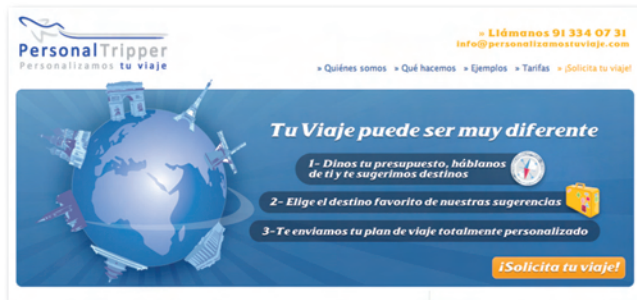 » Llámanos 91 334 07 31
info@personalizamostuviaje.com
PersonalTripper
Personalizamos tu viaje
» Quiénes somos » Qué hacemos » Ejemplos » Tarifas » ¡Solicita tu viaje!
Tu Viaje puede ser muy diferente
1- Dinos tu presupuesto, háblanos
de ti y te sugerimos destinos
2- Elige el destino favorito de nuestras sugerencias
3-Te enviamos tu plan de viaje totalmente personalizado
¡Solicita tu viaje!